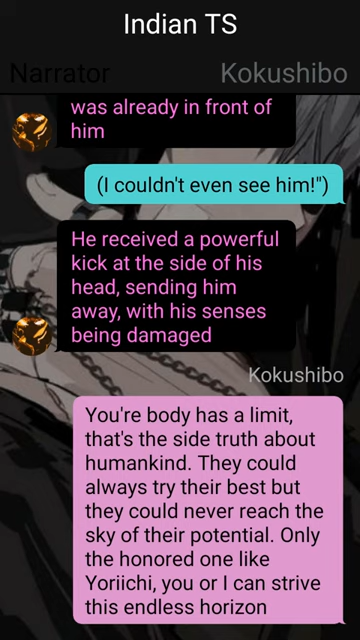 Indian TS
Narrator
Kokushibo
was already in front of
him
(I couldn't even see him!")
He received a powerful
kick at the side of his
head, sending him
away, with his senses
being damaged
Kokushibo
You're body has a limit,
that's the side truth about
humankind. They could
always try their best but
they could never reach the
sky of their potential. Only
the honored one like
Yoriichi, you or I can strive
this endless horizon